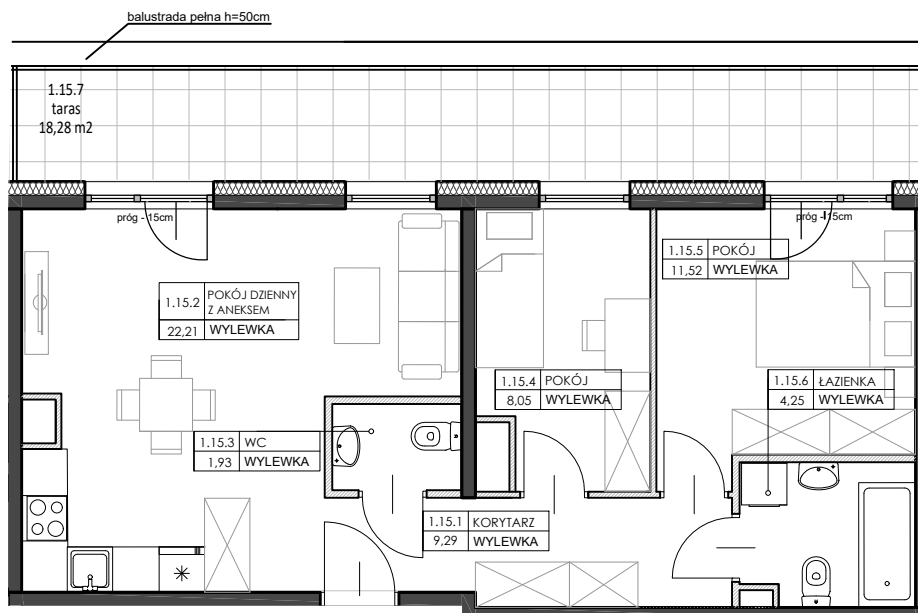 balustrada pełna h=50cm
1.15.7
taras
18,28 m2
próg - 15cm
próg - 15cm
1.15.5 POKÓJ
11,52 WYLEWKA
1.15.2 POKÓJ DZIENNY
Z ANEKSEM
22,21 WYLEWKA
1.15.4 POKÓJ
8,05 WYLEWKA
1.15.6 ŁAZIENKA
4,25 WYLEWKA
1.15.3 WC
1,93 WYLEWKA
1.15.1 KORYTARZ
9,29 WYLEWKA